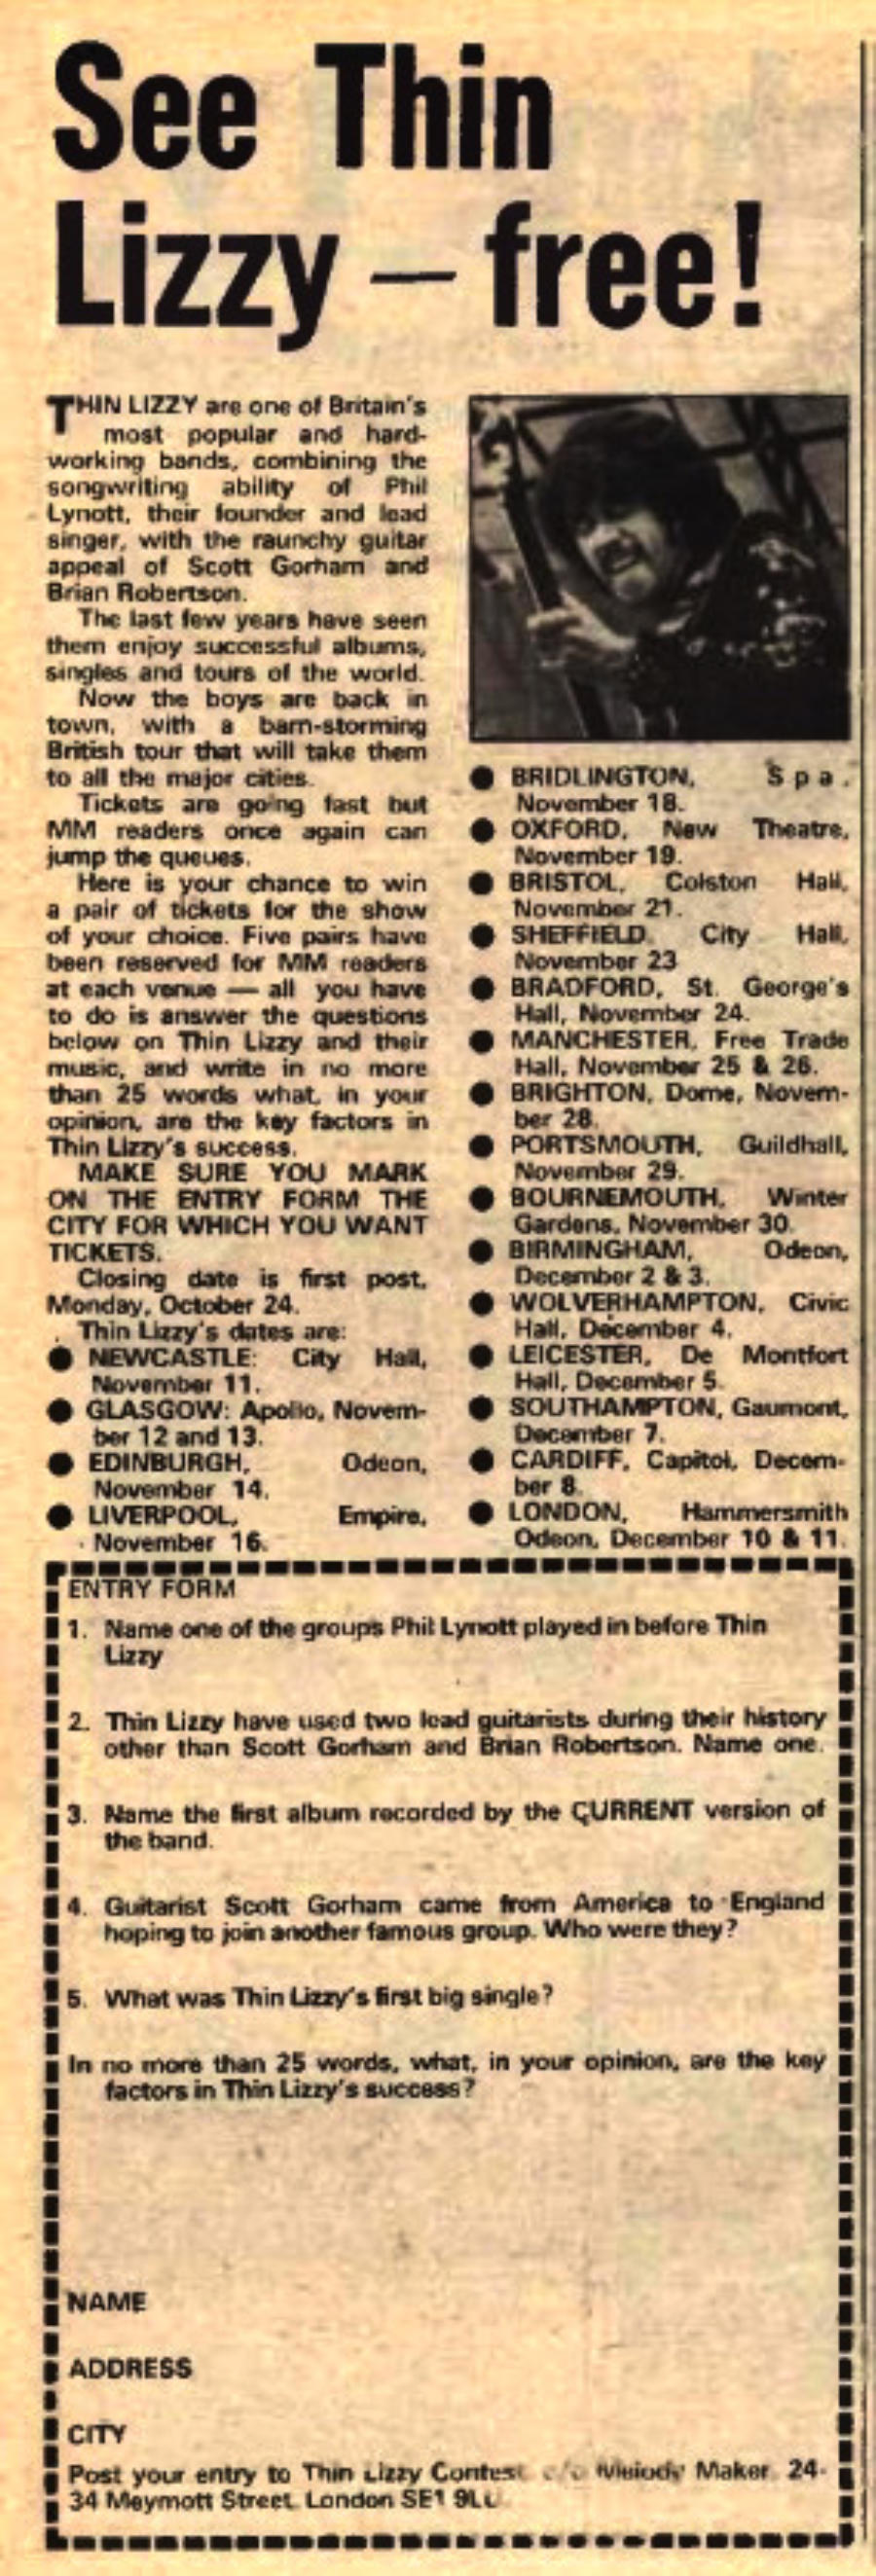 See Thin
Lizzy — free!
THIN LIZZY are one of Britain's
most popular and hard-
working bands, combining the
songwriting ability of Phil
Lynott, their founder and lead
singer, with the raunchy guitar
appeal of Scott Gorham and
Brian Robertson.
The last few years have seen
them enjoy successful albums,
singles and tours of the world.
Now the boys are back in
town, with a barn-storming
British tour that will take them
to all the major cities.
Tickets are going fast but
MM readers once again can
jump the queues.
Here is your chance to win
a pair of tickets for the show
of your choice. Five pairs have
been reserved for MM readers
at each venue — all you have
to do is answer the questions
below on Thin Lizzy and their
music, and write in no more
than 25 words what, in your
opinion, are the key factors in
Thin Lizzy's success.
MAKE SURE YOU MARK
ON THE ENTRY FORM THE
CITY FOR WHICH YOU WANT
TICKETS.
Closing date is first post,
Monday, October 24.
Thin Lizzy's dates are:
● NEWCASTLE: City Hall,
November 11.
● GLASGOW: Apollo, Novem-
ber 12 and 13.
● EDINBURGH, Odeon,
November 14.
● LIVERPOOL, Empire,
November 16.
● BRIDLINGTON, Spa,
November 18.
● OXFORD, New Theatre,
November 19.
● BRISTOL, Colston Hall,
November 21.
● SHEFFIELD, City Hall,
November 23
● BRADFORD, St. George's
Hall, November 24.
● MANCHESTER, Free Trade
Hall, November 25 & 26.
● BRIGHTON, Dome, Novem-
ber 28.
● PORTSMOUTH, Guildhall,
November 29.
● BOURNEMOUTH, Winter
Gardens, November 30.
● BIRMINGHAM, Odeon,
December 2 & 3.
● WOLVERHAMPTON, Civic
Hall, December 4.
● LEICESTER, De Montfort
Hall, December 5.
● SOUTHAMPTON, Gaumont,
December 7.
● CARDIFF, Capitol, Decem-
ber 8.
● LONDON, Hammersmith
Odeon, December 10 & 11.
ENTRY FORM
1. Name one of the groups Phil Lynott played in before Thin
Lizzy
2. Thin Lizzy have used two lead guitarists during their history
other than Scott Gorham and Brian Robertson. Name one.
3. Name the first album recorded by the CURRENT version of
the band.
4. Guitarist Scott Gorham came from America to England
hoping to join another famous group. Who were they?
5. What was Thin Lizzy's first big single?
In no more than 25 words, what, in your opinion, are the key
factors in Thin Lizzy's success?
NAME
ADDRESS
CITY
Post your entry to Thin Lizzy Contest c/o Melody Maker, 24-
34 Meymott Street, London SE1